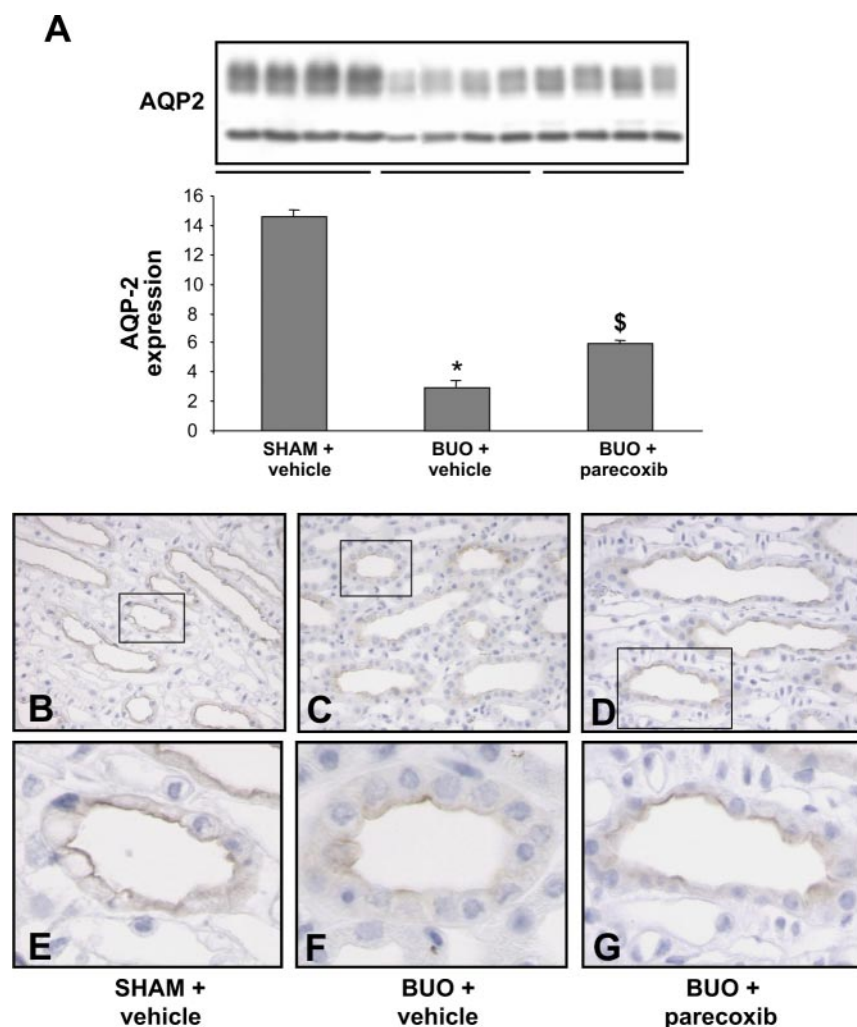 A
AQP2
AQP-2
expression
16
14
12
10
8
6
4
2
0
*
$
SHAM +
vehicle
BUO +
vehicle
BUO +
parecoxib
B
C
D
E
F
G
SHAM +
vehicle
BUO +
vehicle
BUO +
parecoxib